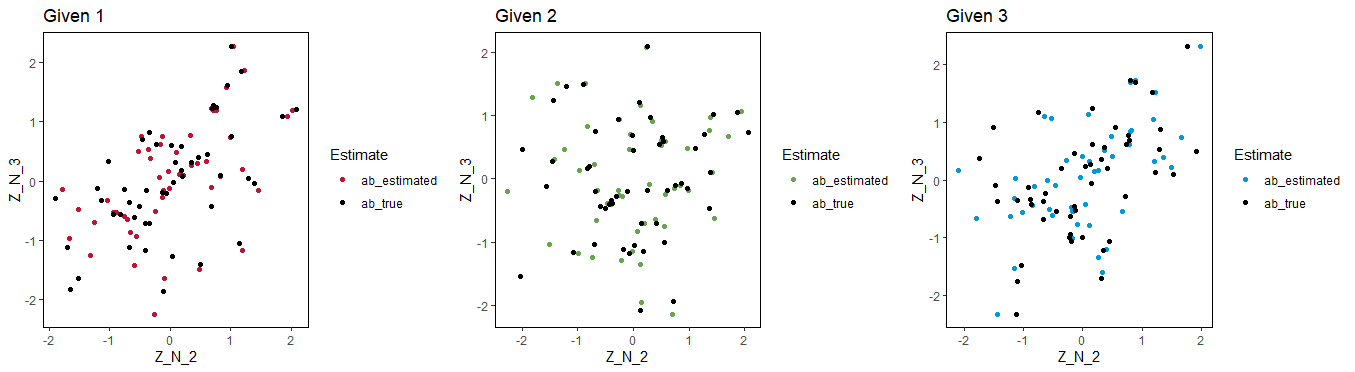 Given 1
Z_N_3
2
1
0
-1
-2
-2
-1
0
1
2
Z_N_2
Estimate
ab_estimated
ab_true
Given 2
Z_N_3
2
1
0
-1
-2
-2
-1
0
1
2
Z_N_2
Estimate
ab_estimated
ab_true
Given 3
Z_N_3
2
1
0
-1
-2
-2
-1
0
1
2
Z_N_2
Estimate
ab_estimated
ab_true